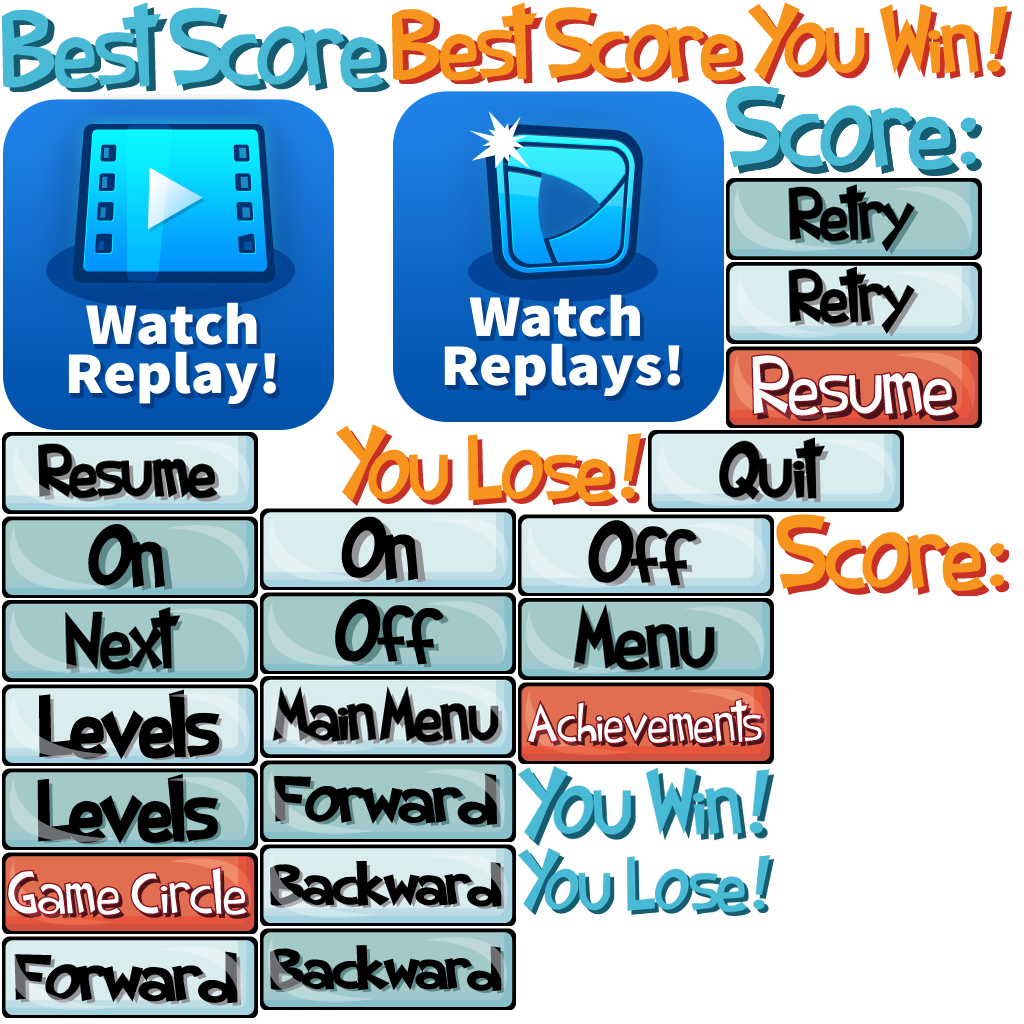 Best Score
Best Score
You Win!
Score:
Watch
Replay!
Watch
Replays!
Retry
Retry
Resume
Resume
You Lose!
Quit
On
On
Off
Score:
Next
Off
Menu
Levels
Main Menu
Achievements
Levels
Forward
You Win!
Game Circle
Backward
You Lose!
Forward
Backward